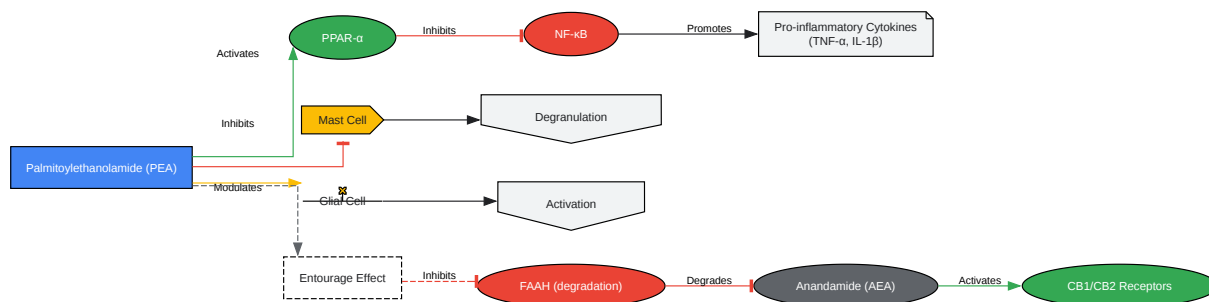 PPAR-α
Inhibits
NF-κB
Promotes
Pro-inflammatory Cytokines
(TNF-α, IL-1β)
Activates
Inhibits
Mast Cell
Degranulation
Palmitoylethanolamide (PEA)
Modulates
Glial Cell
Activation
Entourage Effect
Inhibits
FAAH (degradation)
Degrades
Anandamide (AEA)
Activates
CB1/CB2 Receptors